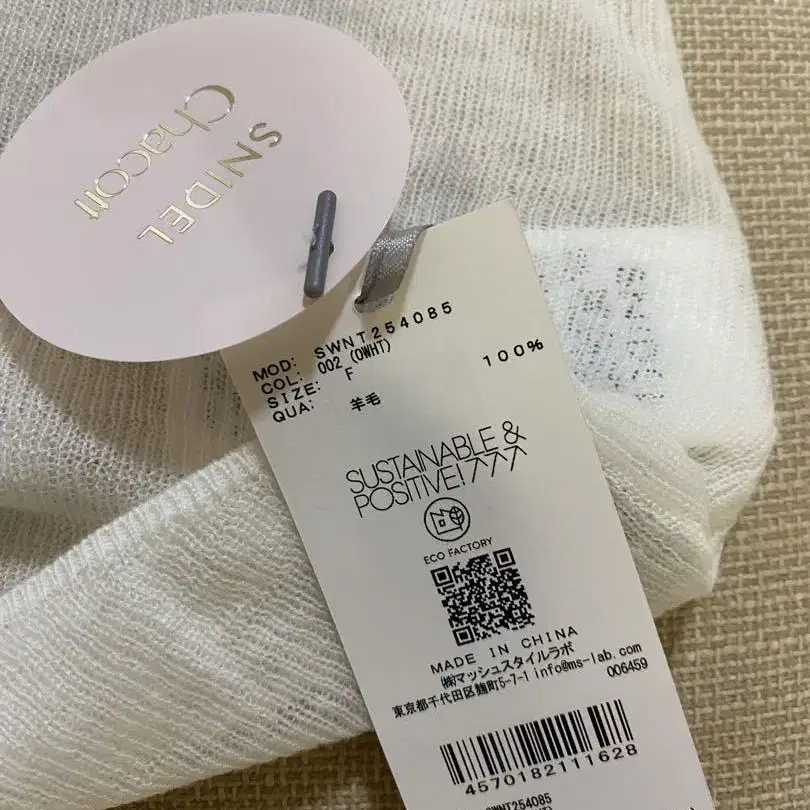 SNIDEL
Chacott
MOD: SWNT254085
COL: 002 (OWHT)
SIZE: F
QUA: 羊毛 100%
SUSTAINABLE &
POSITIVE!
ECO FACTORY
MADE IN CHINA
㈱マッシュスタイルラボ
東京都千代田区麹町5-7-1 info@ms-lab.com
006459
4570182111628
SWNT254085